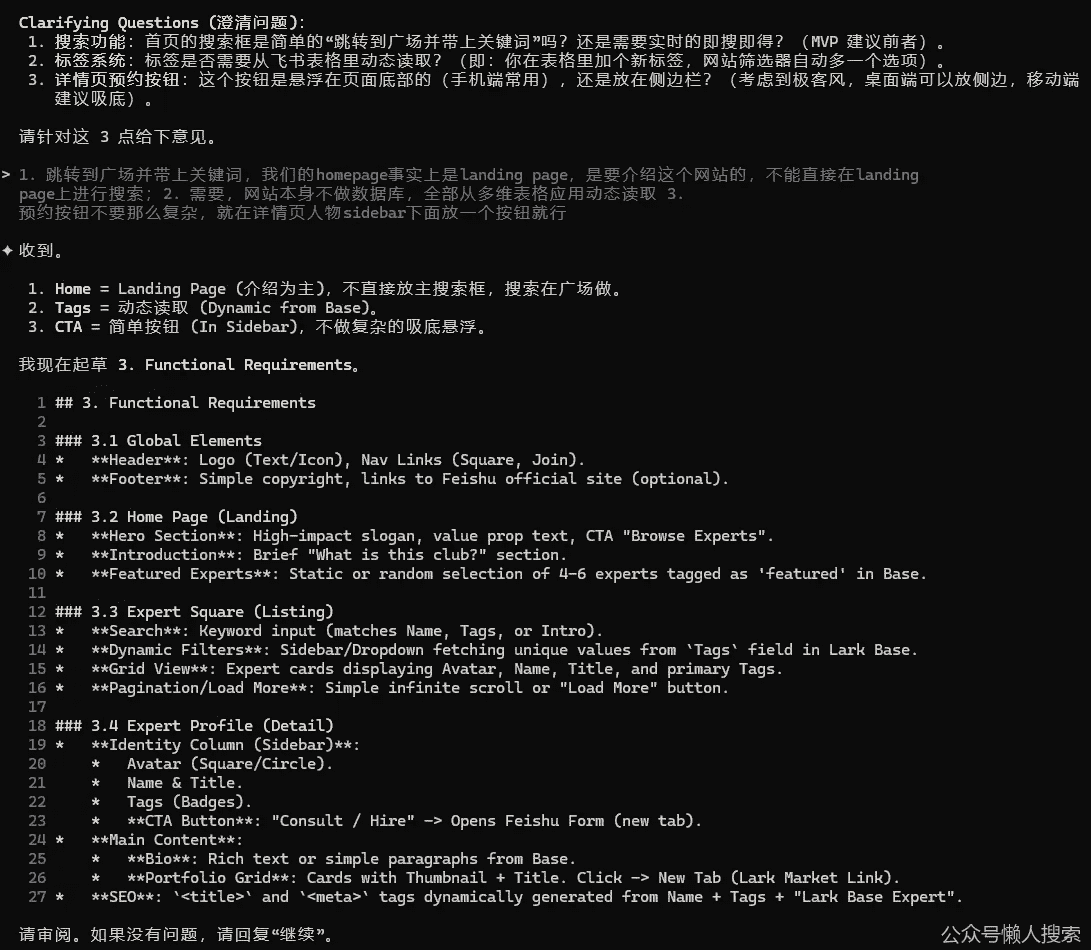 Clarifying Questions (澄清问题):
1. 搜索功能: 首页的搜索框是简单的“跳转到广场并带上关键词”吗? 还是需要实时的即搜即得? (MVP 建议前者) 。
2. 标签系统: 标签是否需要从飞书表格里动态读取? (即: 你在表格里加个新标签, 网站筛选器自动多一个选项) 。
3. 详情页预约按钮: 这个按钮是悬浮在页面底部的 (手机端常用) , 还是放在侧边栏? (考虑到极客风, 桌面端可以放侧边, 移动端
建议吸底) 。
请针对这 3 点给下意见。
> 1. 跳转到广场并带上关键词, 我们的homepage事实上是landing page, 是要介绍这个网站的, 不能直接在landing
page上进行搜索; 2. 需要, 网站本身不做数据库, 全部从多维表格应用动态读取 3.
预约按钮不要那么复杂, 就在详情页人物sidebar下面放一个按钮就行
✦ 收到。
1. Home = Landing Page (介绍为主), 不直接放主搜索框, 搜索在广场做。
2. Tags = 动态读取 (Dynamic from Base)。
3. CTA = 简单按钮 (In Sidebar), 不做复杂的吸底悬浮。
我现在起草 3. Functional Requirements。
1 ## 3. Functional Requirements
2
3 ### 3.1 Global Elements
4 *   **Header**: Logo (Text/Icon), Nav Links (Square, Join).
5 *   **Footer**: Simple copyright, links to Feishu official site (optional).
6
7 ### 3.2 Home Page (Landing)
8 *   **Hero Section**: High-impact slogan, value prop text, CTA "Browse Experts".
9 *   **Introduction**: Brief "What is this club?" section.
10 *   **Featured Experts**: Static or random selection of 4-6 experts tagged as 'featured' in Base.
11
12 ### 3.3 Expert Square (Listing)
13 *   **Search**: Keyword input (matches Name, Tags, or Intro).
14 *   **Dynamic Filters**: Sidebar/Dropdown fetching unique values from `Tags` field in Lark Base.
15 *   **Grid View**: Expert cards displaying Avatar, Name, Title, and primary Tags.
16 *   **Pagination/Load More**: Simple infinite scroll or "Load More" button.
17
18 ### 3.4 Expert Profile (Detail)
19 *   **Identity Column (Sidebar)**:
20     *   Avatar (Square/Circle).
21     *   Name & Title.
22     *   Tags (Badges).
23     *   **CTA Button**: "Consult / Hire" -> Opens Feishu Form (new tab).
24 *   **Main Content**:
25     *   **Bio**: Rich text or simple paragraphs from Base.
26     *   **Portfolio Grid**: Cards with Thumbnail + Title. Click -> New Tab (Lark Market Link).
27 *   **SEO**: `<title>` and `<meta>` tags dynamically generated from Name + Tags + "Lark Base Expert".
请审阅。如果没有问题, 请回复“继续”。
公众号懒人搜索